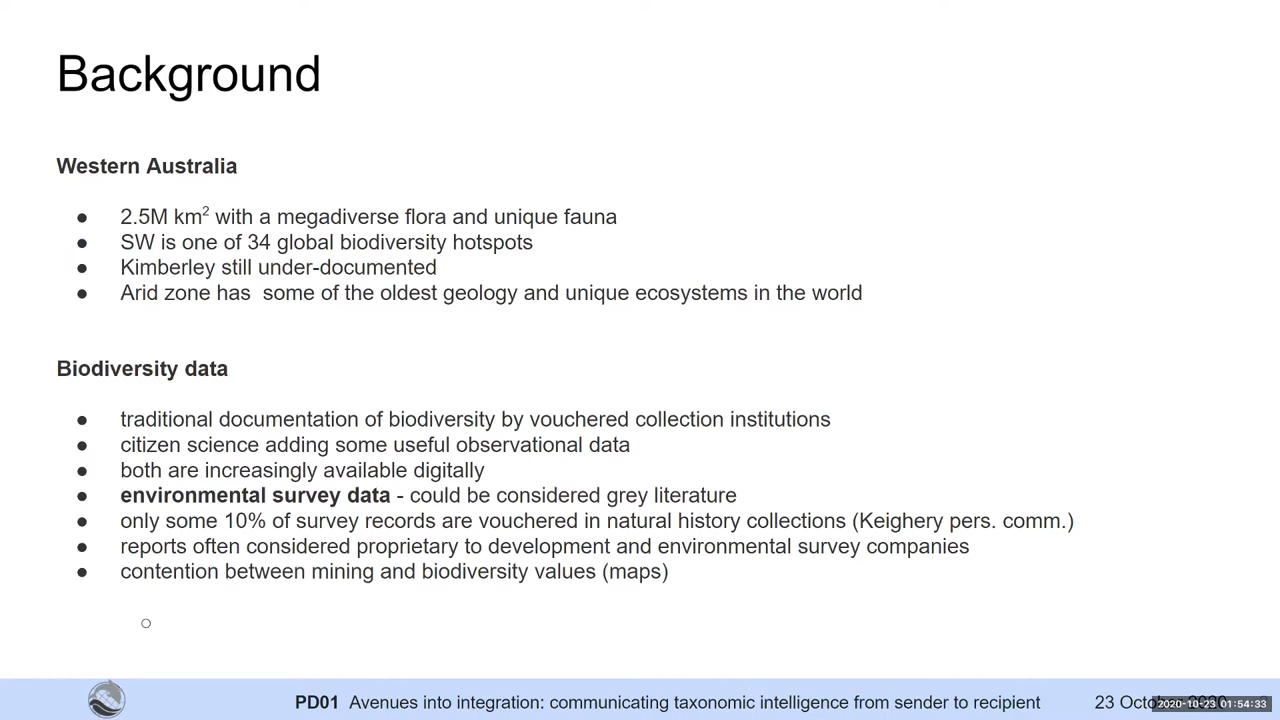 Background
Western Australia
● 2.5M km² with a megadiverse flora and unique fauna
● SW is one of 34 global biodiversity hotspots
● Kimberley still under-documented
● Arid zone has  some of the oldest geology and unique ecosystems in the world
Biodiversity data
● traditional documentation of biodiversity by vouchered collection institutions
● citizen science adding some useful observational data
● both are increasingly available digitally
● environmental survey data - could be considered grey literature
● only some 10% of survey records are vouchered in natural history collections (Keighery pers. comm.)
● reports often considered proprietary to development and environmental survey companies
● contention between mining and biodiversity values (maps)
○
PD01 Avenues into integration: communicating taxonomic intelligence from sender to recipient
23 October 2020
2020-10-23 01:54:33